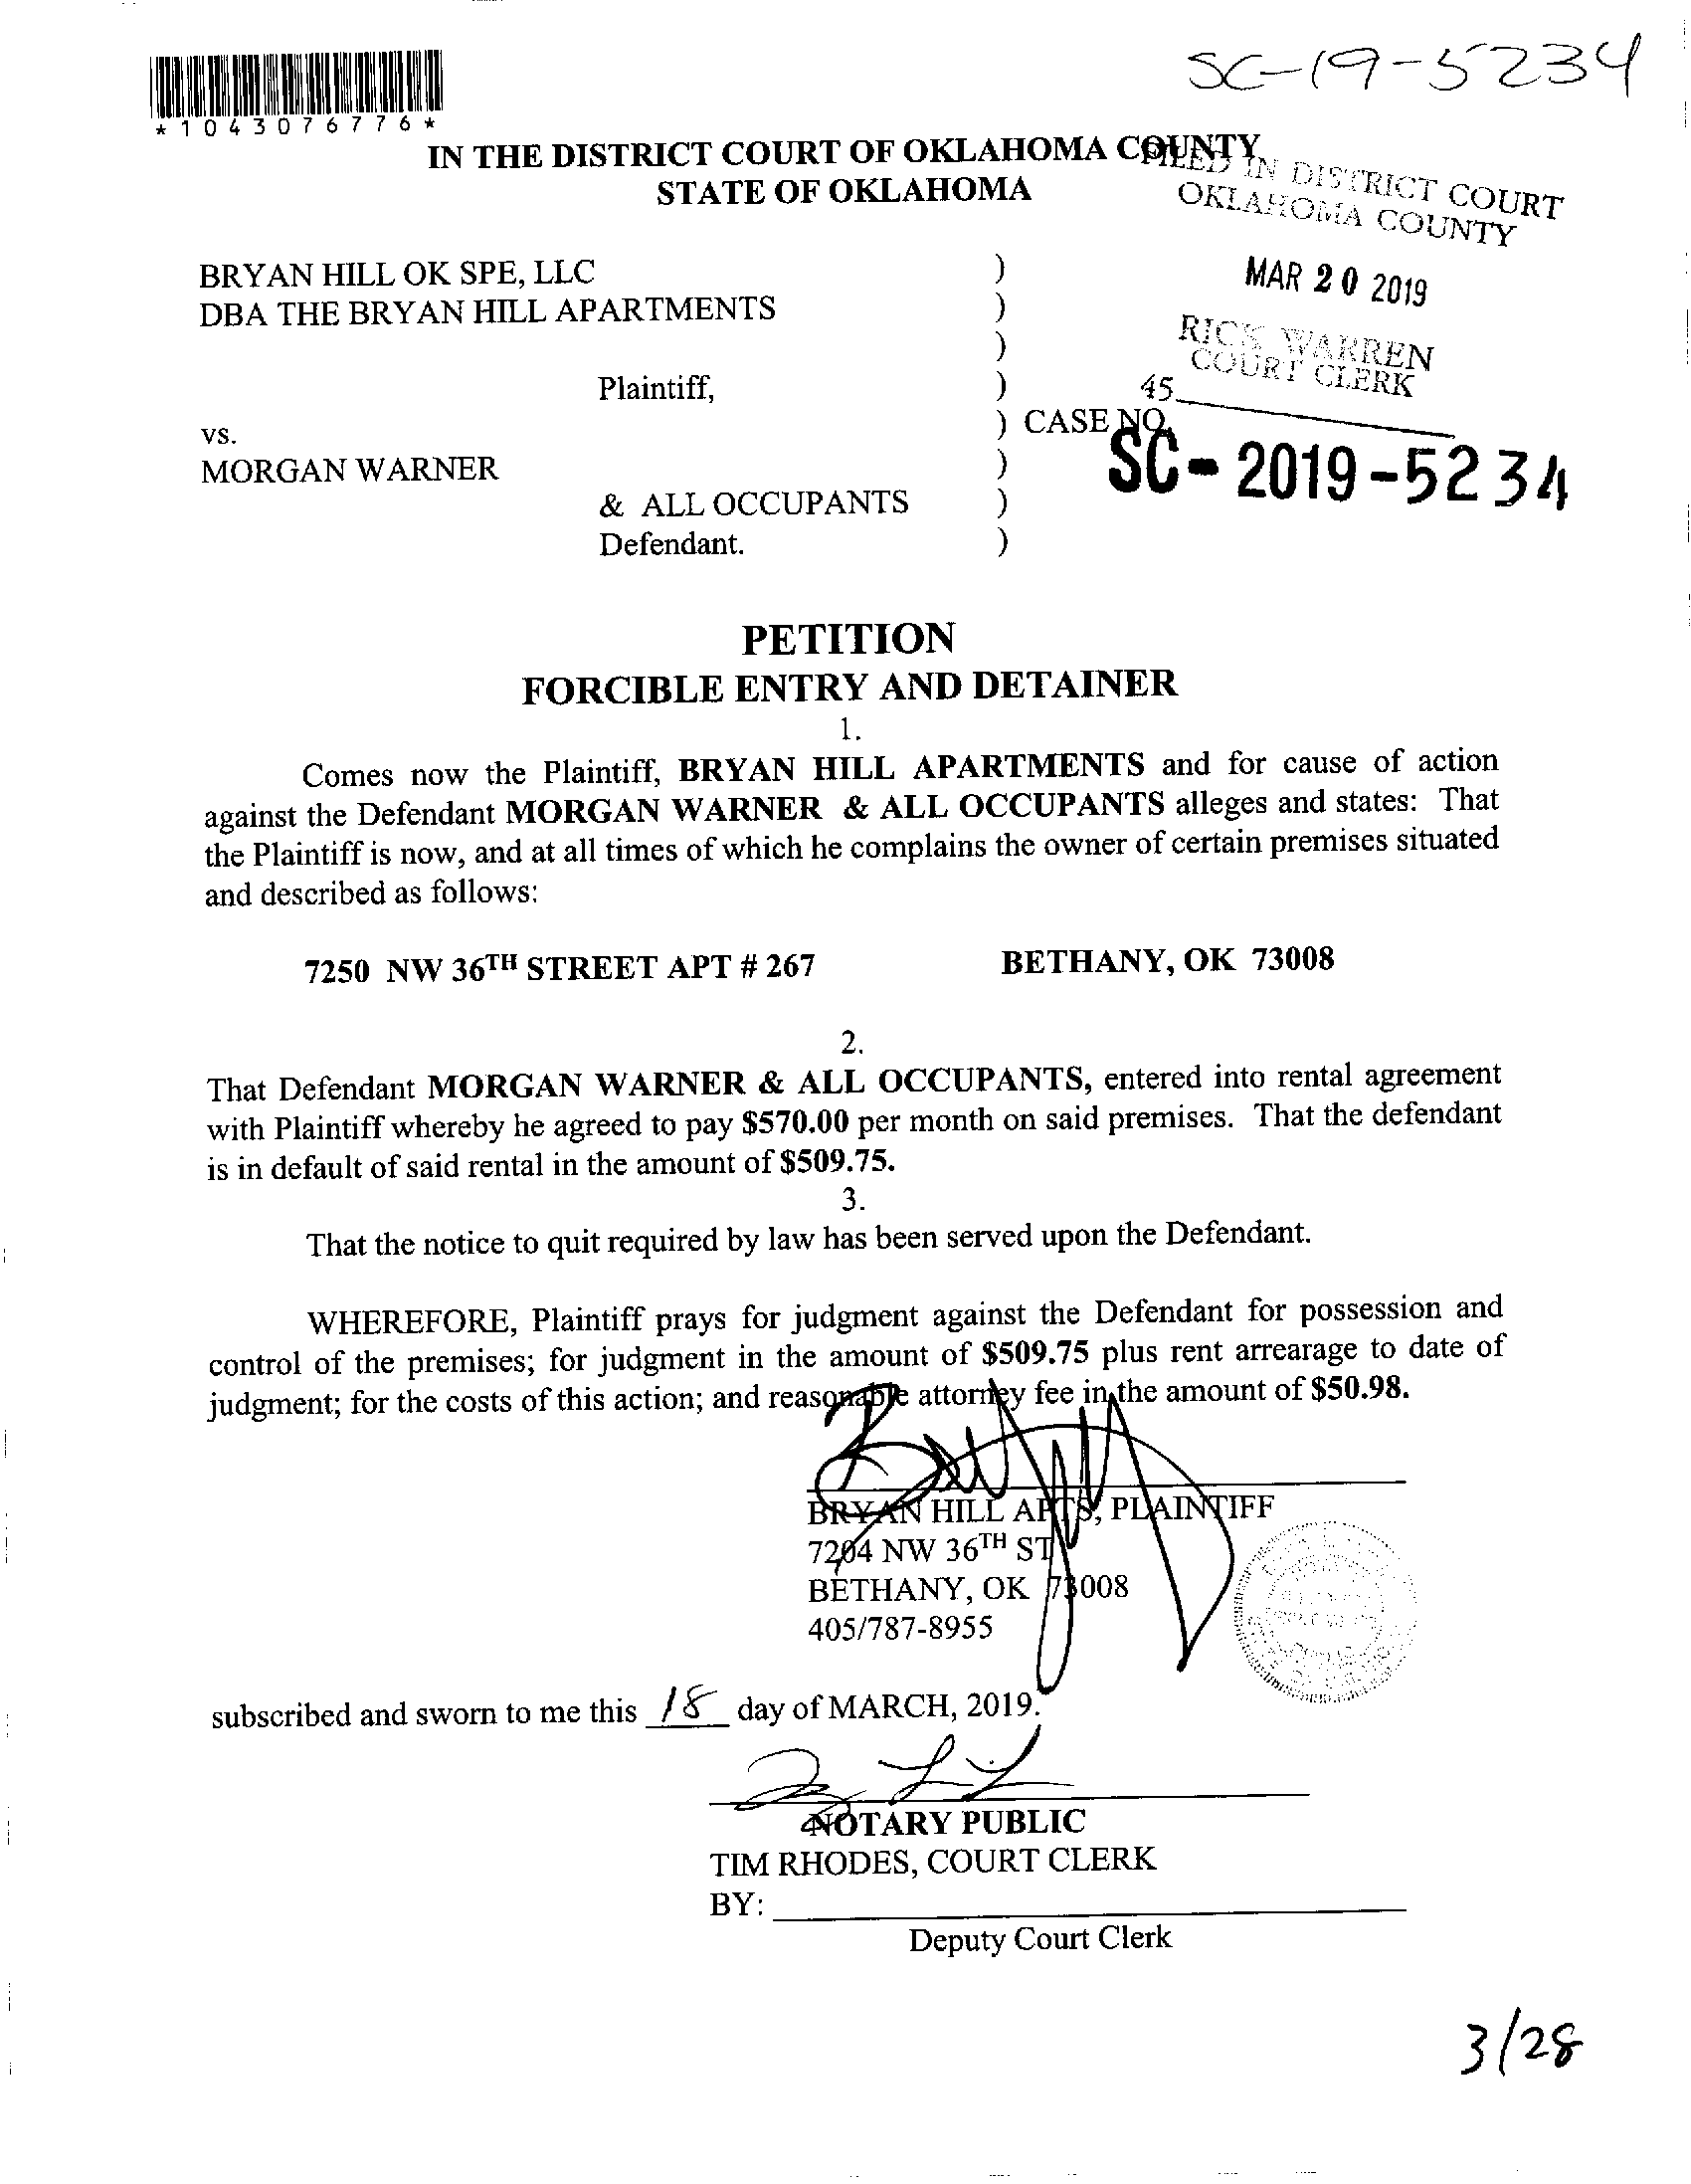 SC-19-5234
*1043076776*
IN THE DISTRICT COURT OF OKLAHOMA COUNTY
STATE OF OKLAHOMA
FILED IN DISTRICT COURT
OKLAHOMA COUNTY
MAR 20 2019
RICK WARREN
COURT CLERK
45
BRYAN HILL OK SPE, LLC )
DBA THE BRYAN HILL APARTMENTS )
)
Plaintiff, )
vs. ) CASE NO.
SC-2019-5234
MORGAN WARNER )
& ALL OCCUPANTS )
Defendant. )
PETITION
FORCIBLE ENTRY AND DETAINER
1.
Comes now the Plaintiff, BRYAN HILL APARTMENTS and for cause of action
against the Defendant MORGAN WARNER & ALL OCCUPANTS alleges and states: That
the Plaintiff is now, and at all times of which he complains the owner of certain premises situated
and described as follows:
7250 NW 36TH STREET APT # 267 BETHANY, OK 73008
2.
That Defendant MORGAN WARNER & ALL OCCUPANTS, entered into rental agreement
with Plaintiff whereby he agreed to pay $570.00 per month on said premises. That the defendant
is in default of said rental in the amount of $509.75.
3.
That the notice to quit required by law has been served upon the Defendant.
WHEREFORE, Plaintiff prays for judgment against the Defendant for possession and
control of the premises; for judgment in the amount of $509.75 plus rent arrearage to date of
judgment; for the costs of this action; and reasonable attorney fee in the amount of $50.98.
BRYAN HILL APTS, PLAINTIFF
7204 NW 36TH ST
BETHANY, OK 73008
405/787-8955
subscribed and sworn to me this 18 day of MARCH, 2019.
NOTARY PUBLIC
TIM RHODES, COURT CLERK
BY:
Deputy Court Clerk
3/28